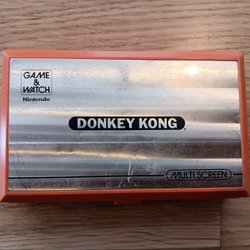 GAME
&
WATCH
Nintendo
DONKEY KONG
MULTI SCREEN